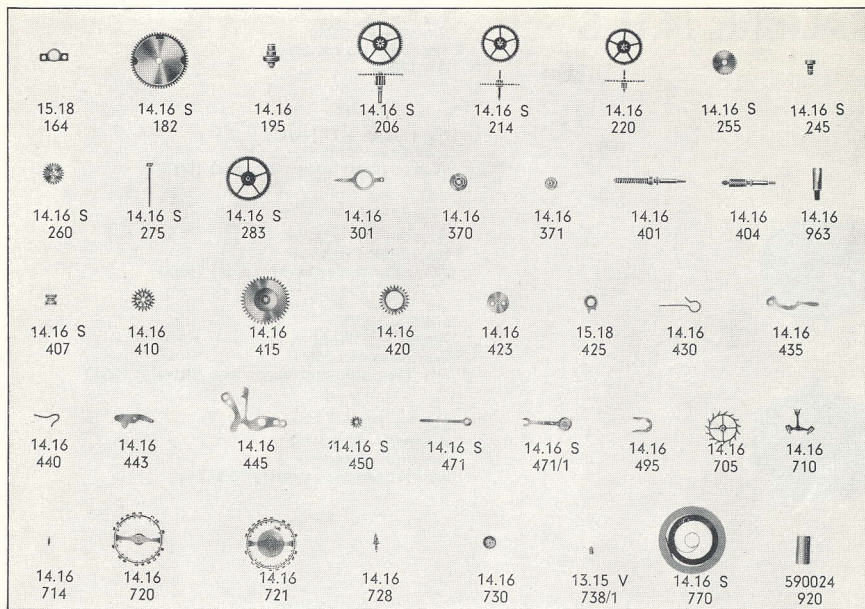 15.18 14.16 S 14.16 14.16 S 14.16 S 14.16 14.16 S 14.16 S
164 182 195 206 214 220 255 245
14.16 S 14.16 S 14.16 S 14.16 14.16 14.16 14.16 14.16 14.16
260 275 283 301 370 371 401 404 963
14.16 S 14.16 14.16 14.16 14.16 15.18 14.16 14.16
407 410 415 420 423 425 430 435
14.16 14.16 14.16 14.16 S 14.16 S 14.16 S 14.16 14.16 14.16
440 443 445 450 471 471/1 495 705 710
14.16 14.16 14.16 14.16 14.16 13.15 V 14.16 S 590024
714 720 721 728 730 738/1 770 920